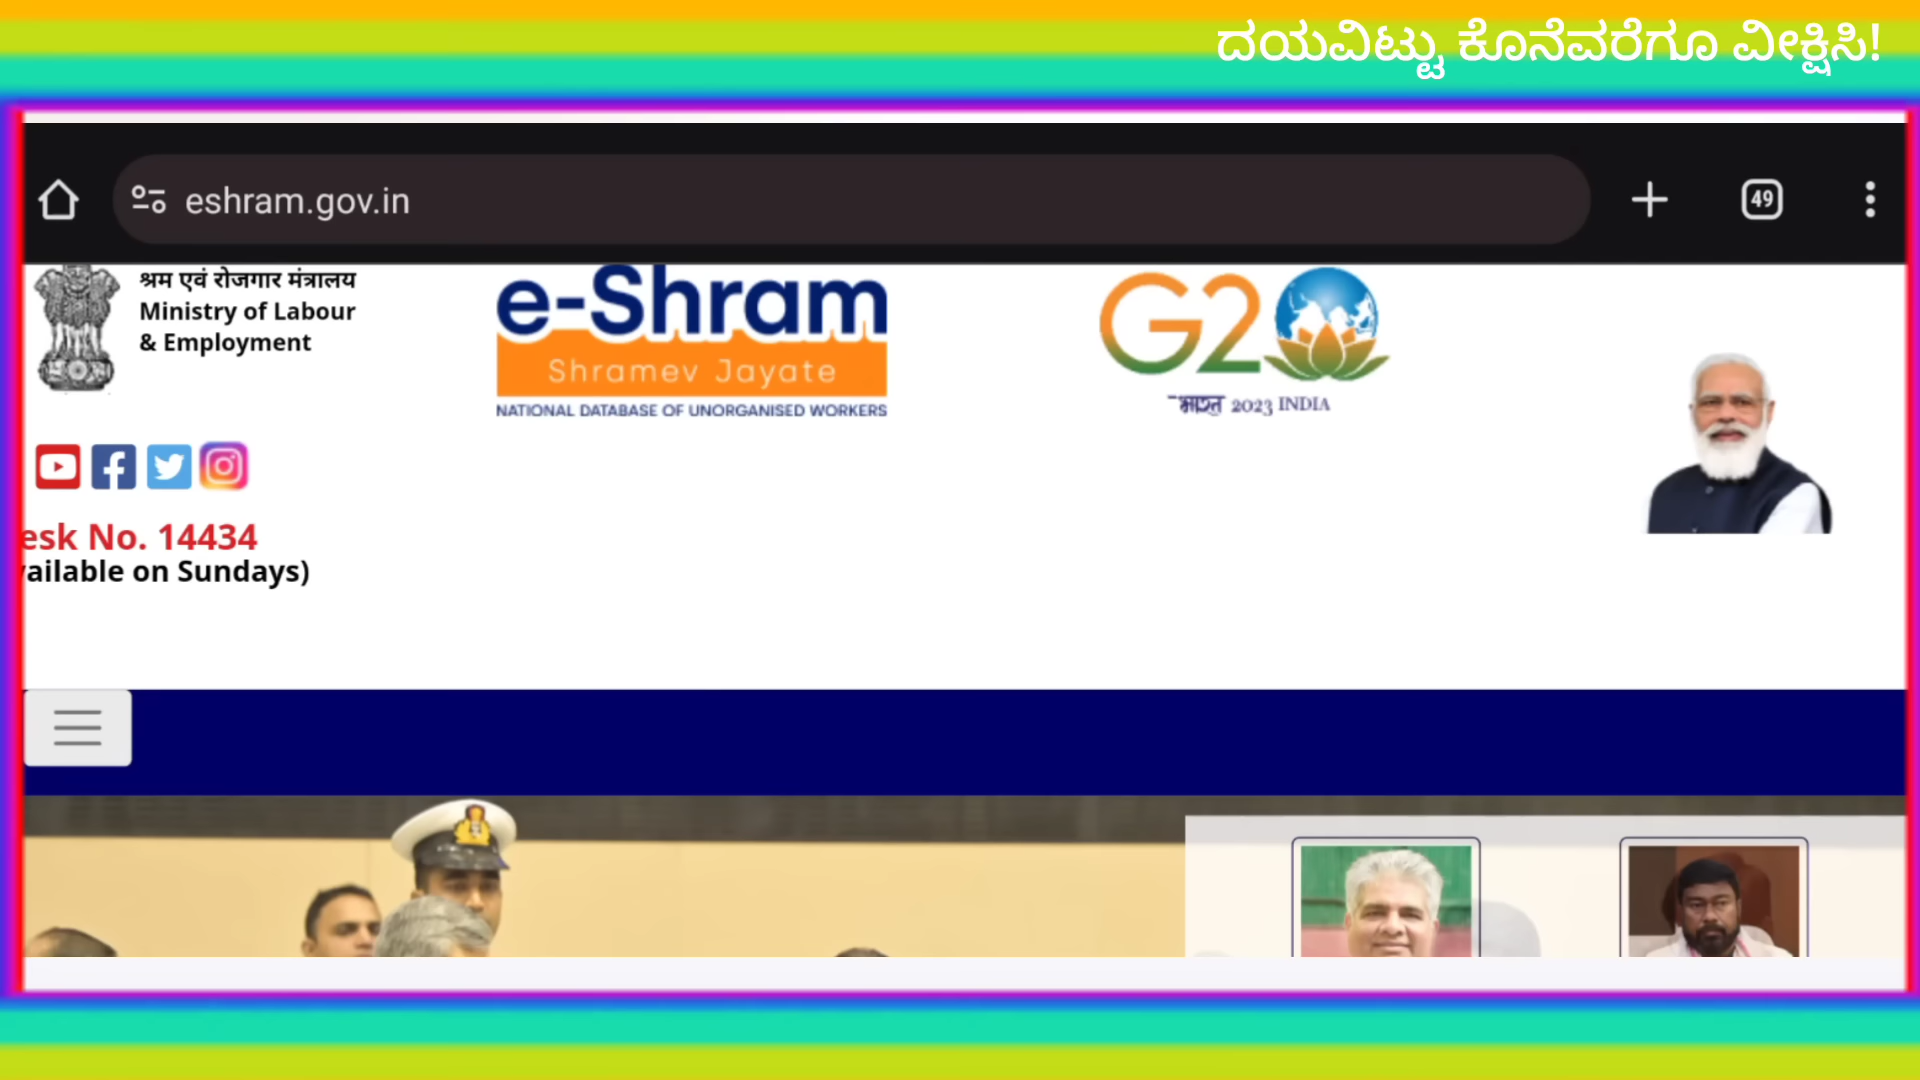 ದಯವಿಟ್ಟು ಕೊನೆವರೆಗೂ ವೀಕ್ಷಿಸಿ!
eshram.gov.in
49
श्रम एवं रोजगार मंत्रालय
Ministry of Labour
& Employment
e-Shram
Shramev Jayate
NATIONAL DATABASE OF UNORGANISED WORKERS
G20
भारत 2023 INDIA
esk No. 14434
vailable on Sundays)